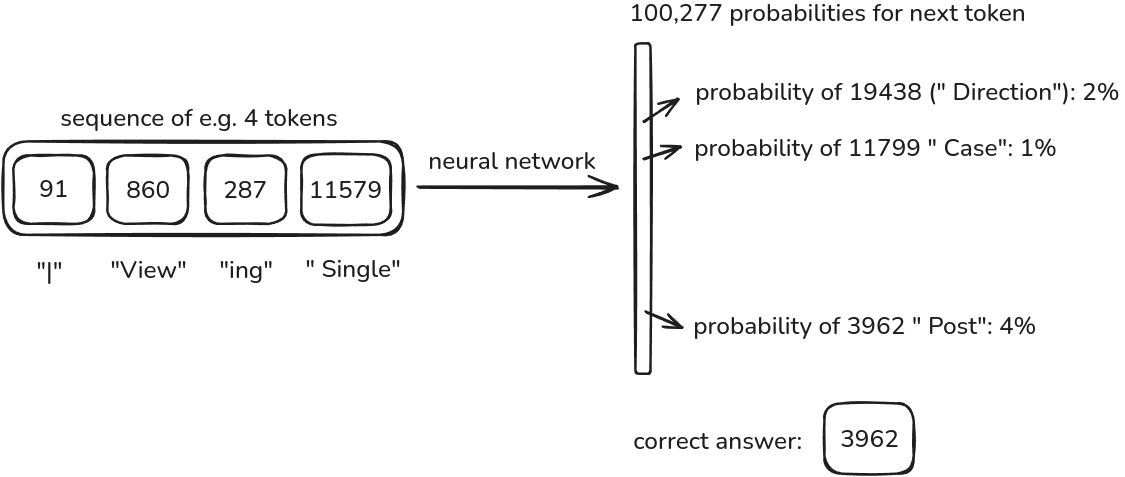 100,277 probabilities for next token
probability of 19438 (" Direction"): 2%
sequence of e.g. 4 tokens
probability of 11799 " Case": 1%
neural network
91 860 287 11579
"|" "View" "ing" " Single"
probability of 3962 " Post": 4%
correct answer: 3962